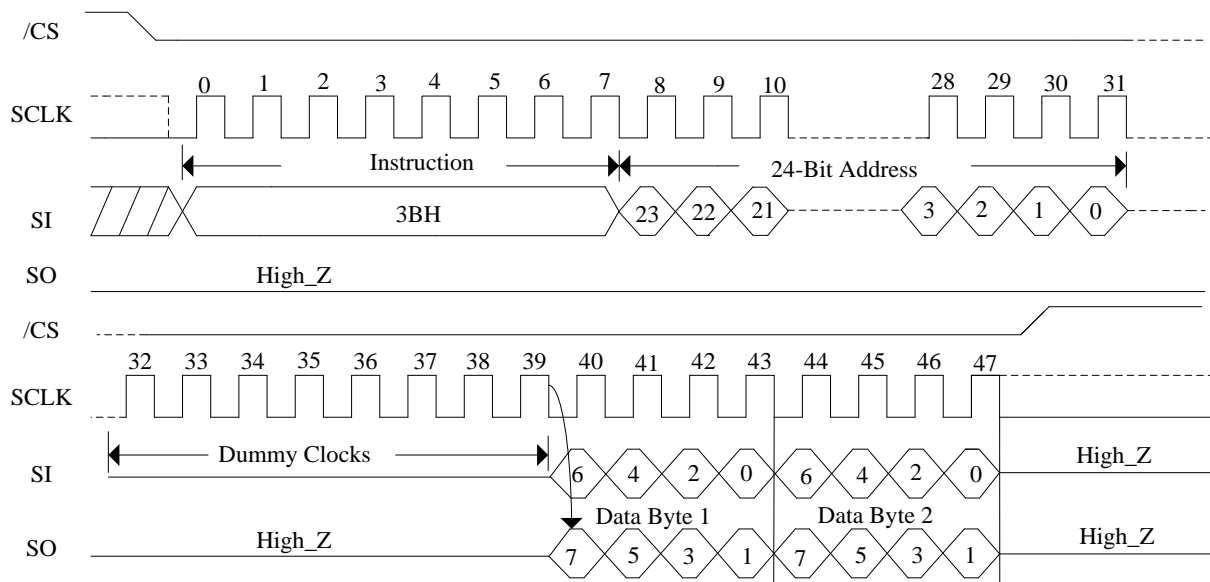 /CS
0 1 2 3 4 5 6 7 8 9 10 28 29 30 31
SCLK
Instruction 24-Bit Address
SI 3BH 23 22 21 3 2 1 0
SO High_Z
/CS
32 33 34 35 36 37 38 39 40 41 42 43 44 45 46 47
SCLK
Dummy Clocks
SI 6 4 2 0 6 4 2 0 High_Z
Data Byte 1 Data Byte 2
SO High_Z 7 5 3 1 7 5 3 1 High_Z